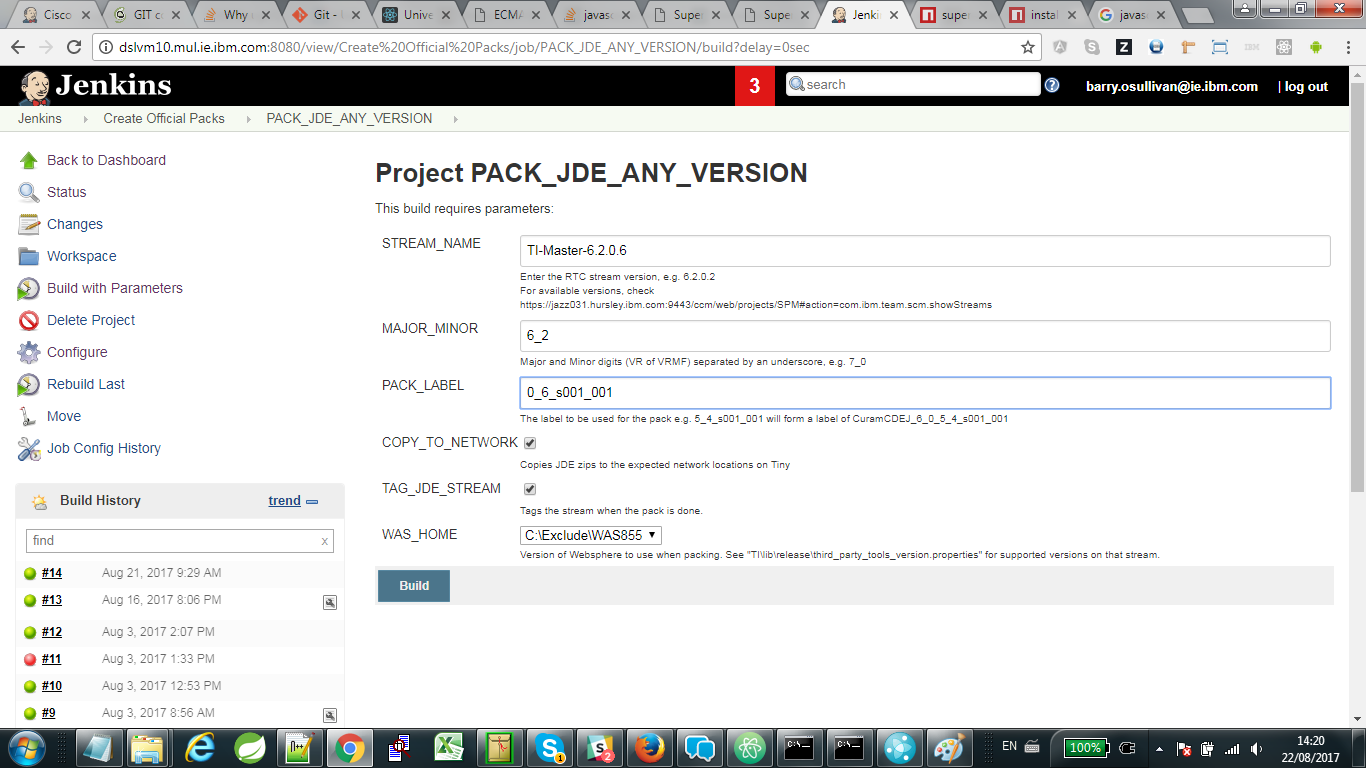 Cisco
GIT c
Why
Git -
Unive
ECMA
javasc
Super
Supe
Jenki
super
instal
javas
dslvm10.mul.ie.ibm.com:8080/view/Create%20Official%20Packs/job/PACK_JDE_ANY_VERSION/build?delay=0sec
Jenkins
3
search
barry.osullivan@ie.ibm.com
| log out
Jenkins
Create Official Packs
PACK_JDE_ANY_VERSION
Back to Dashboard
Status
Changes
Workspace
Build with Parameters
Delete Project
Configure
Rebuild Last
Move
Job Config History
Build History
trend
find
x
#14 Aug 21, 2017 9:29 AM
#13 Aug 16, 2017 8:06 PM
#12 Aug 3, 2017 2:07 PM
#11 Aug 3, 2017 1:33 PM
#10 Aug 3, 2017 12:53 PM
#9 Aug 3, 2017 8:56 AM
Project PACK_JDE_ANY_VERSION
This build requires parameters:
STREAM_NAME
TI-Master-6.2.0.6
Enter the RTC stream version, e.g. 6.2.0.2
For available versions, check
https://jazz031.hursley.ibm.com:9443/ccm/web/projects/SPM#action=com.ibm.team.scm.showStreams
MAJOR_MINOR
6_2
Major and Minor digits (VR of VRMF) separated by an underscore, e.g. 7_0
PACK_LABEL
0_6_s001_001
The label to be used for the pack e.g. 5_4_s001_001 will form a label of CuramCDEJ_6_0_5_4_s001_001
COPY_TO_NETWORK
Copies JDE zips to the expected network locations on Tiny
TAG_JDE_STREAM
Tags the stream when the pack is done.
WAS_HOME
C:\Exclude\WAS855
Version of Websphere to use when packing. See "TI\lib\release\third_party_tools_version.properties" for supported versions on that stream.
Build
EN
100%
14:20
22/08/2017